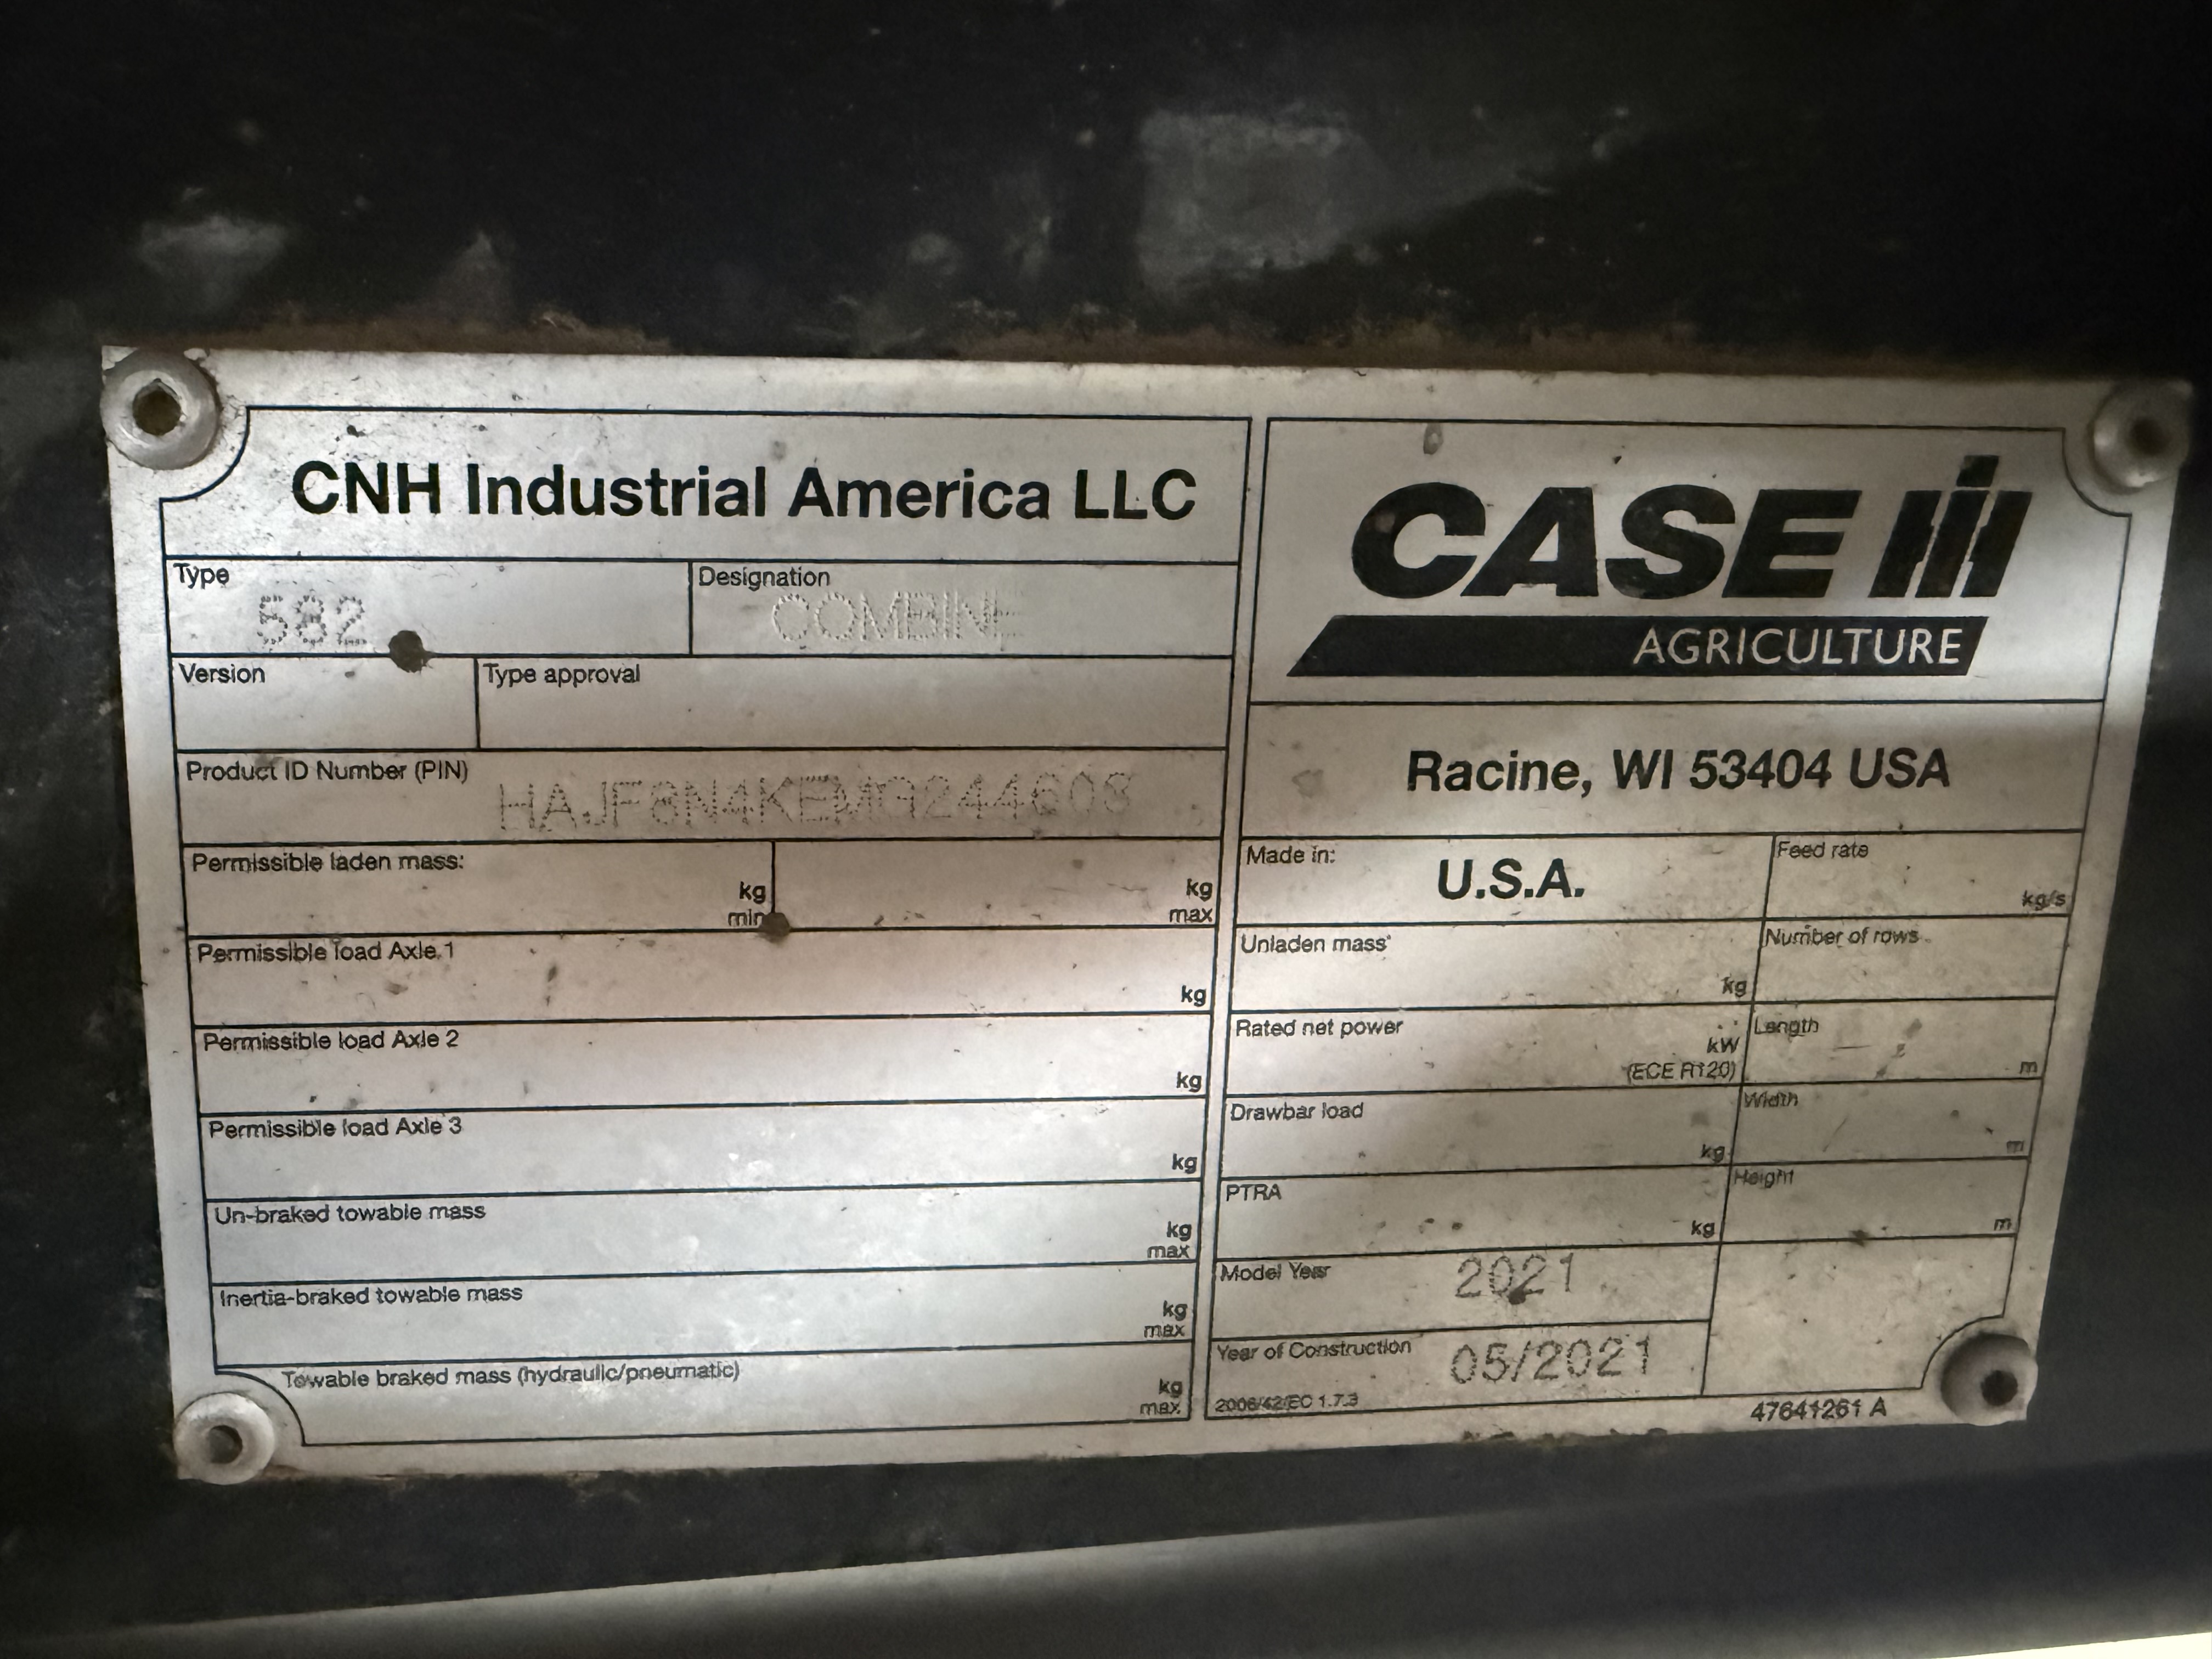 CNH Industrial America LLC
Type
582
Designation
COMBINE
Version
Type approval
Product ID Number (PIN)
HAJF8N4KEMG244608
Permissible laden mass:
kg
min
kg
max
Permissible load Axle 1
kg
Permissible load Axle 2
kg
Permissible load Axle 3
kg
Un-braked towable mass
kg
max
Inertia-braked towable mass
kg
max
Towable braked mass (hydraulic/pneumatic)
kg
max
CASE IH
AGRICULTURE
Racine, WI 53404 USA
Made in:
U.S.A.
Feed rate
kg/s
Unladen mass
kg
Number of rows
Rated net power
kW
(ECE R120)
Length
m
Drawbar load
kg
Width
m
PTRA
kg
Height
m
Model Year
2021
Year of Construction
05/2021
2006/42/EC 1.7.3
47641261 A